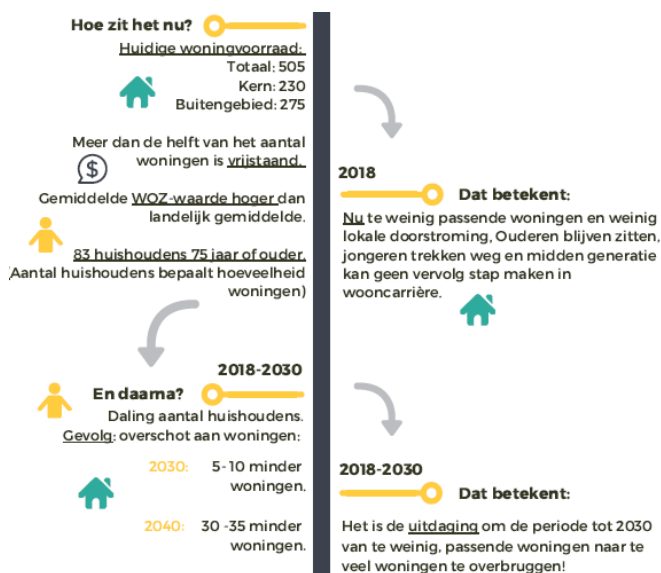 Hoe zit het nu?
Huidige woningvoorraad:
Totaal: 505
Kern: 230
Buitengebied: 275
Meer dan de helft van het aantal
woningen is vrijstaand.
$
Gemiddelde WOZ-waarde hoger dan
landelijk gemiddelde.
83 huishoudens 75 jaar of ouder.
(Aantal huishoudens bepaalt hoeveelheid
woningen)
2018
Dat betekent:
Nu te weinig passende woningen en weinig
lokale doorstroming, Ouderen blijven zitten,
jongeren trekken weg en midden generatie
kan geen vervolg stap maken in
wooncarrière.
2018-2030
En daarna?
Daling aantal huishoudens.
Gevolg: overschot aan woningen:
2030: 5-10 minder
woningen.
2040: 30 -35 minder
woningen.
2018-2030
Dat betekent:
Het is de uitdaging om de periode tot 2030
van te weinig, passende woningen naar te
veel woningen te overbruggen!